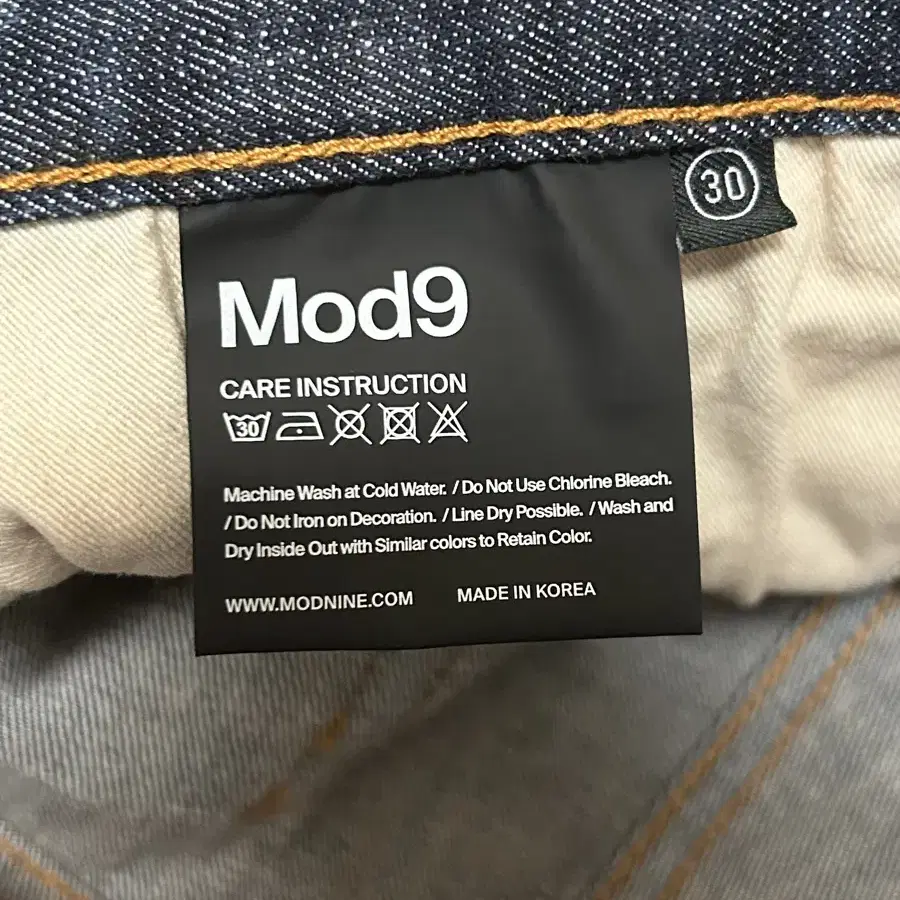 30
Mod9
CARE INSTRUCTION
30
Machine Wash at Cold Water. / Do Not Use Chlorine Bleach.
/ Do Not Iron on Decoration. / Line Dry Possible. / Wash and
Dry Inside Out with Similar colors to Retain Color.
WWW.MODNINE.COM MADE IN KOREA